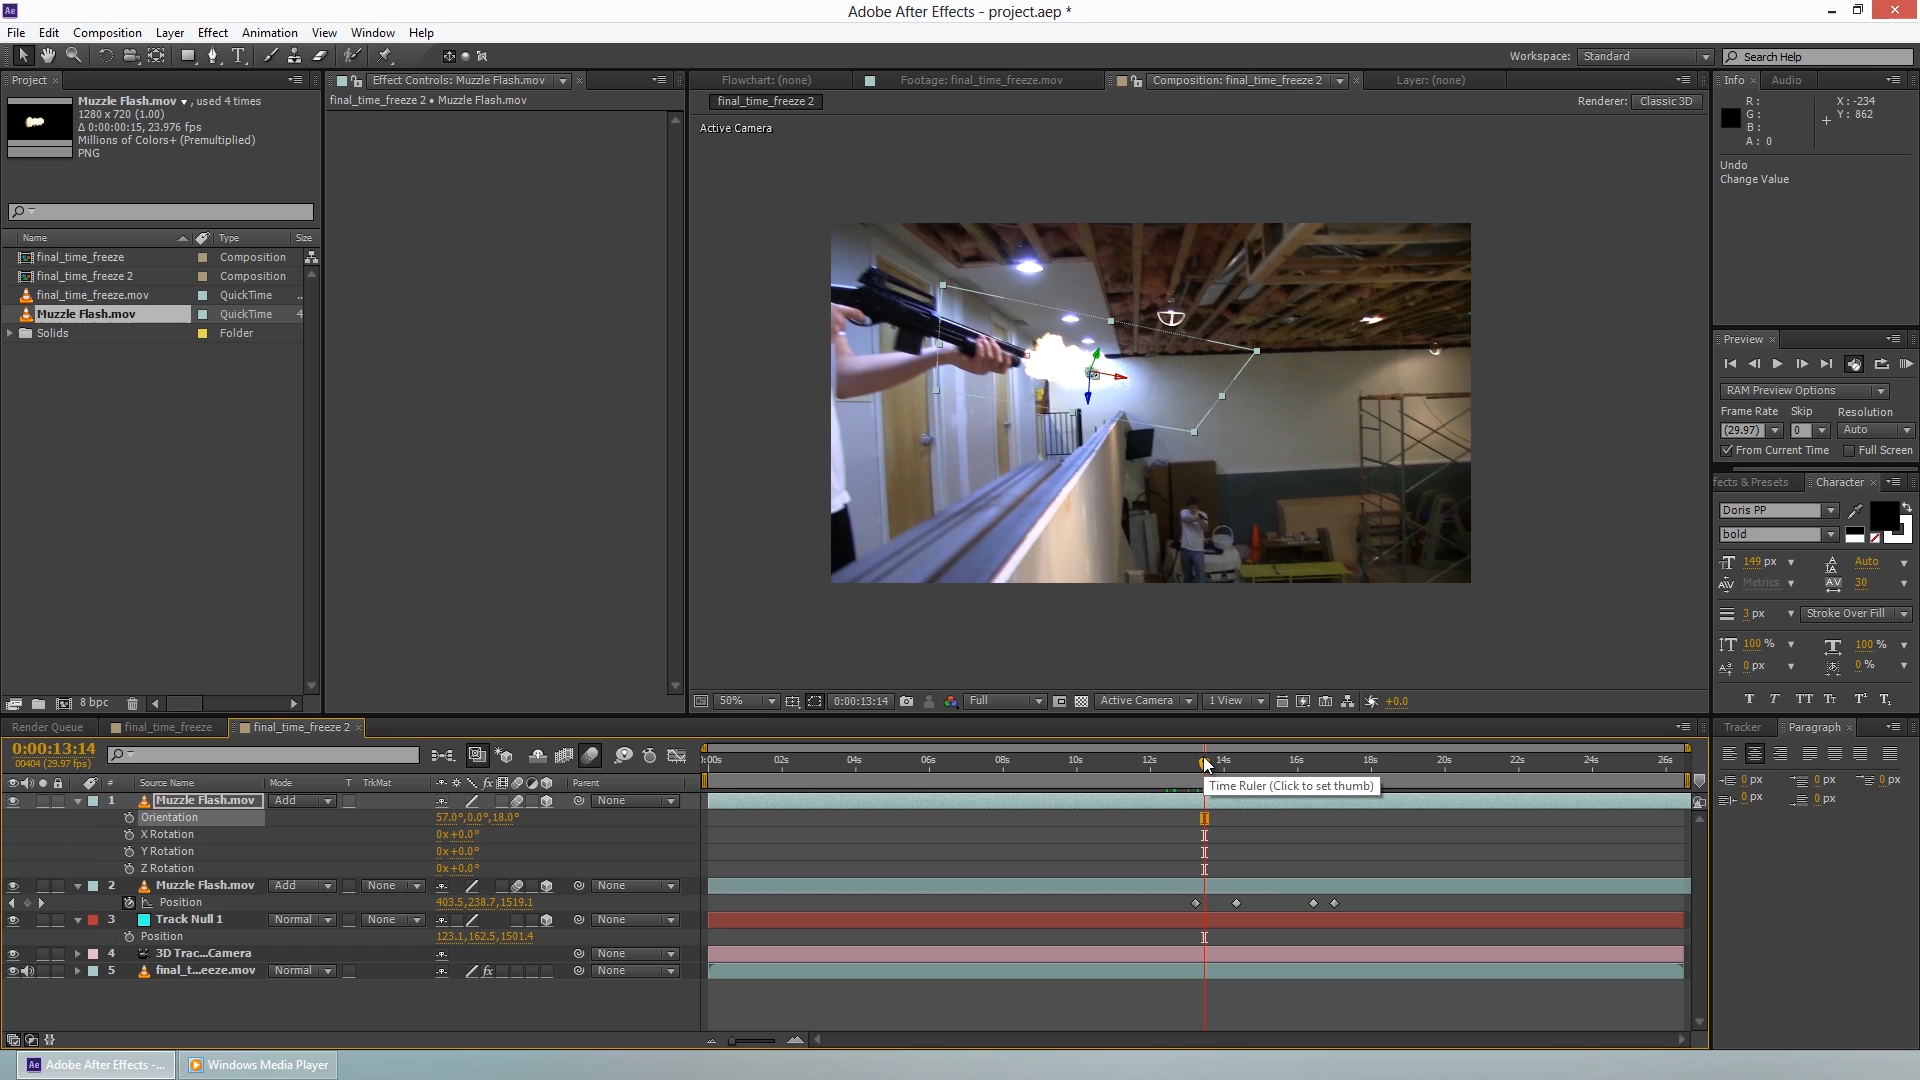 Ae
Adobe After Effects - project.aep *
File Edit Composition Layer Effect Animation View Window Help
Workspace: Standard Search Help
Project Effect Controls: Muzzle Flash.mov Flowchart: (none) Footage: final_time_freeze.mov Composition: final_time_freeze 2 Layer: (none) Info Audio
Muzzle Flash.mov , used 4 times
1280 x 720 (1.00)
Δ 0:00:00:15, 23.976 fps
Millions of Colors+ (Premultiplied)
PNG
final_time_freeze 2 • Muzzle Flash.mov
final_time_freeze 2
Renderer: Classic 3D
Active Camera
R: X: -234
G: Y: 862
B:
A: 0
Undo
Change Value
Name Type Size
final_time_freeze Composition
final_time_freeze 2 Composition
final_time_freeze.mov QuickTime ..
Muzzle Flash.mov QuickTime 4
Solids Folder
Preview
RAM Preview Options
Frame Rate Skip Resolution
(29.97) 0 Auto
From Current Time Full Screen
fects & Presets Character
Doris PP
bold
149 px Auto
Metrics 30
3 px Stroke Over Fill
100 % 100 %
0 px 0 %
T T TT Tr T¹ T₁
8 bpc
50% 0:00:13:14 Full Active Camera 1 View +0.0
Render Queue final_time_freeze final_time_freeze 2
0:00:13:14
00404 (29.97 fps)
:00s 02s 04s 06s 08s 10s 12s 14s 16s 18s 20s 22s 24s 26s
# Source Name Mode T TrkMat fx Parent
Time Ruler (Click to set thumb)
1 Muzzle Flash.mov Add None
Orientation 57.0°,0.0°,18.0°
X Rotation 0x+0.0°
Y Rotation 0x+0.0°
Z Rotation 0x+0.0°
2 Muzzle Flash.mov Add None None
Position 403.5,238.7,1519.1
3 Track Null 1 Normal None None
Position 123.1,162.5,1501.4
4 3D Trac...Camera None
5 final_t...eeze.mov Normal fx None
Tracker Paragraph
0 px 0 px 0 px
0 px 0 px
Ae Adobe After Effects -... Windows Media Player